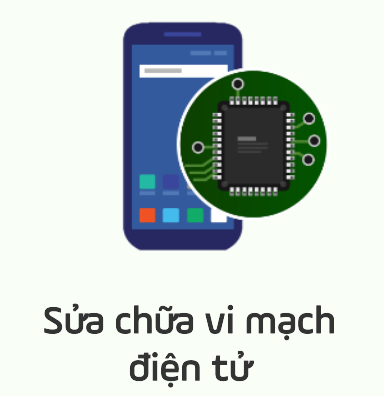 Sửa chữa vi mạch
điện tử